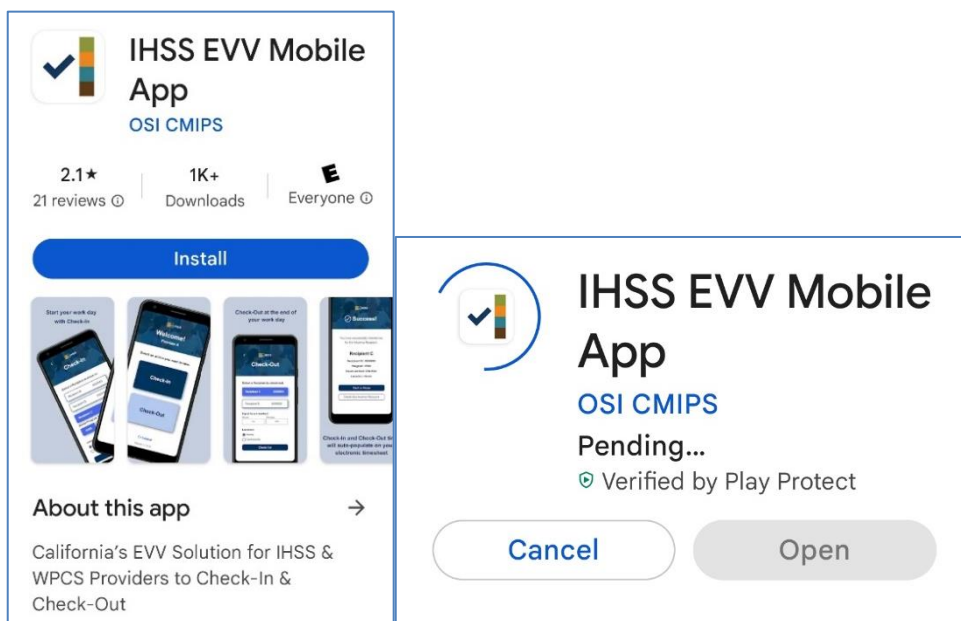 IHSS EVV Mobile
App
OSI CMIPS
2.1★
21 reviews
1K+
Downloads
E
Everyone
Install
Start your work day
with Check-In
Check-In
Welcome!
Check-In
Check-Out
Check-Out at the end of
your work day
Check-Out
Success!
Recipient C
Check-In and Check-Out ti
will auto-populate on you
electronic timesheet
About this app
→
California's EVV Solution for IHSS &
WPCS Providers to Check-In &
Check-Out
IHSS EVV Mobile
App
OSI CMIPS
Pending...
Verified by Play Protect
Cancel
Open